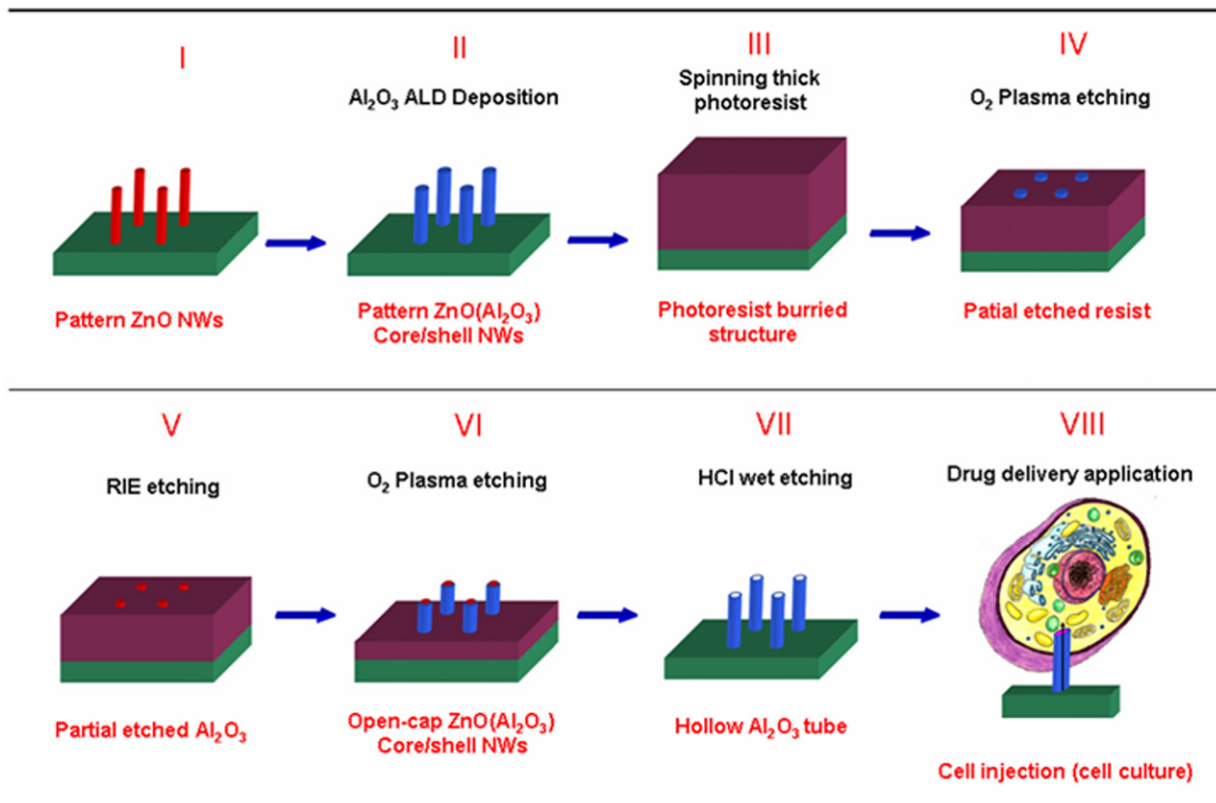 I
II
Al₂O₃ ALD Deposition
III
Spinning thick
photoresist
IV
O₂ Plasma etching
Pattern ZnO NWs
Pattern ZnO(Al₂O₃)
Core/shell NWs
Photoresist burried
structure
Patial etched resist
V
RIE etching
VI
O₂ Plasma etching
VII
HCl wet etching
VIII
Drug delivery application
Partial etched Al₂O₃
Open-cap ZnO(Al₂O₃)
Core/shell NWs
Hollow Al₂O₃ tube
Cell injection (cell culture)